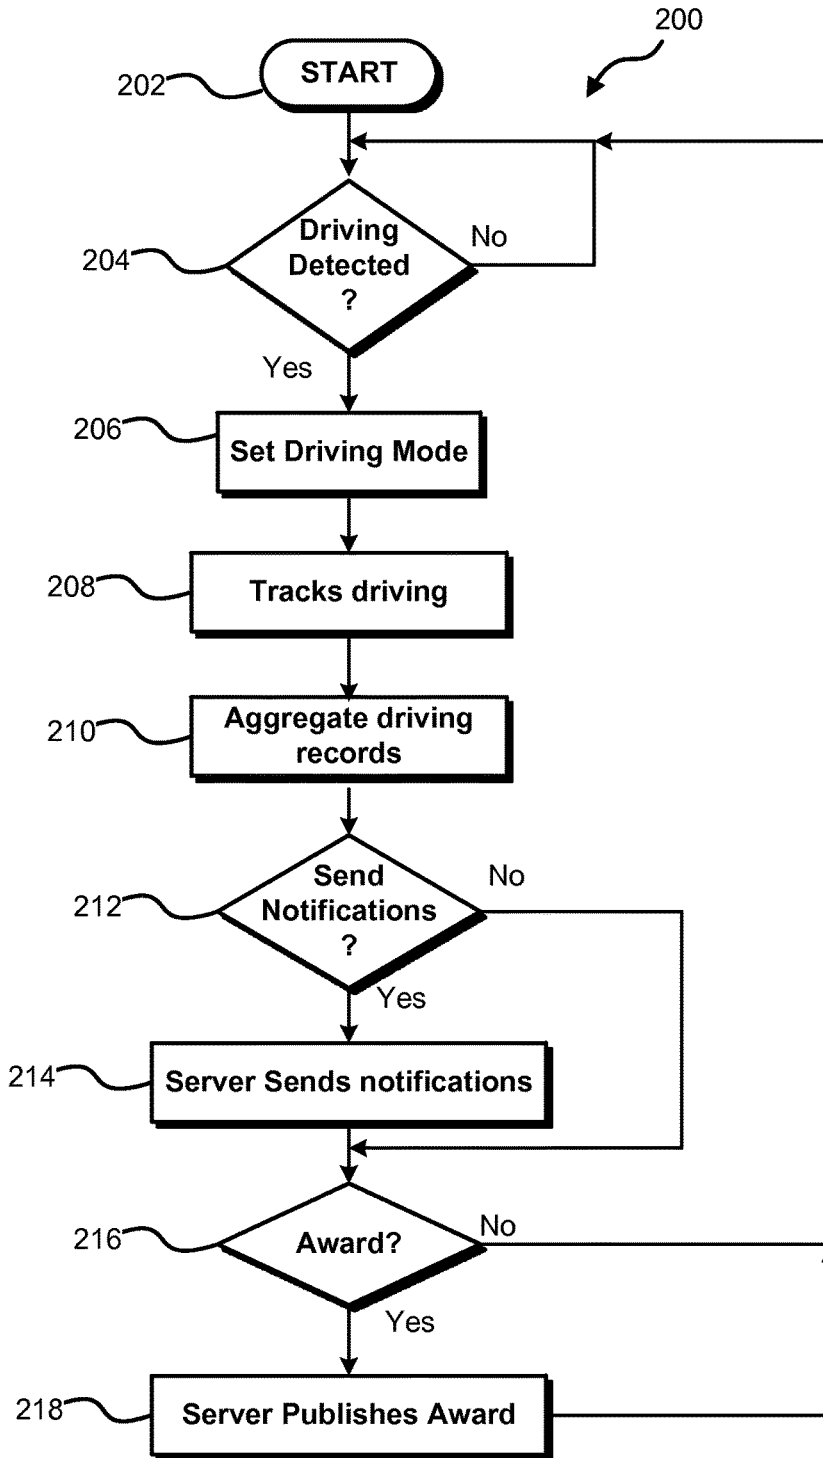 200
START
202
Driving
Detected
?
No
204
Yes
206
Set Driving Mode
208
Tracks driving
210
Aggregate driving
records
Send
Notifications
?
No
212
Yes
214
Server Sends notifications
216
Award?
No
Yes
218
Server Publishes Award